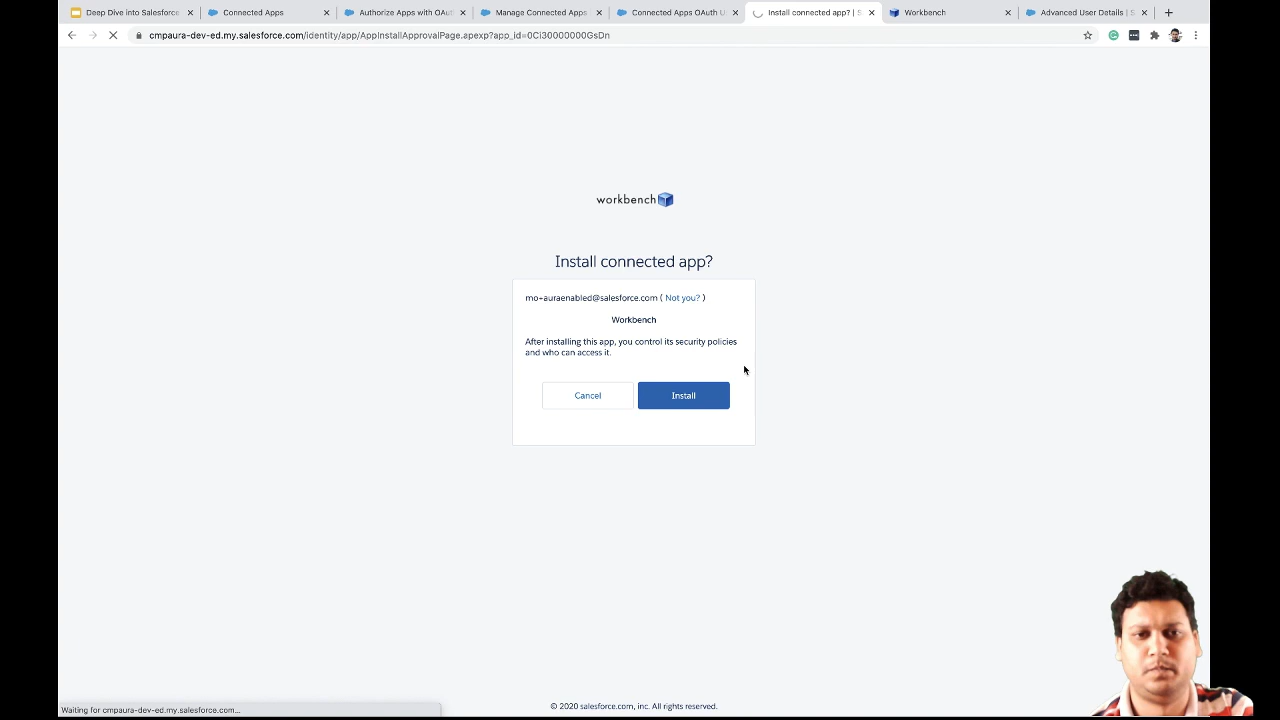 Deep Dive into Salesforce
Connected Apps
Authorize Apps with OAut
Manage Connected Apps
Connected Apps OAuth U
Install connected app? | S
Workbench
Advanced User Details | S
cmpaura-dev-ed.my.salesforce.com/identity/app/AppInstallApprovalPage.apexp?app_id=0Ci30000000GsDn
workbench
Install connected app?
mo+auraenabled@salesforce.com ( Not you? )
Workbench
After installing this app, you control its security policies
and who can access it.
Cancel
Install
Waiting for cmpaura-dev-ed.my.salesforce.com...
© 2020 salesforce.com, inc. All rights reserved.